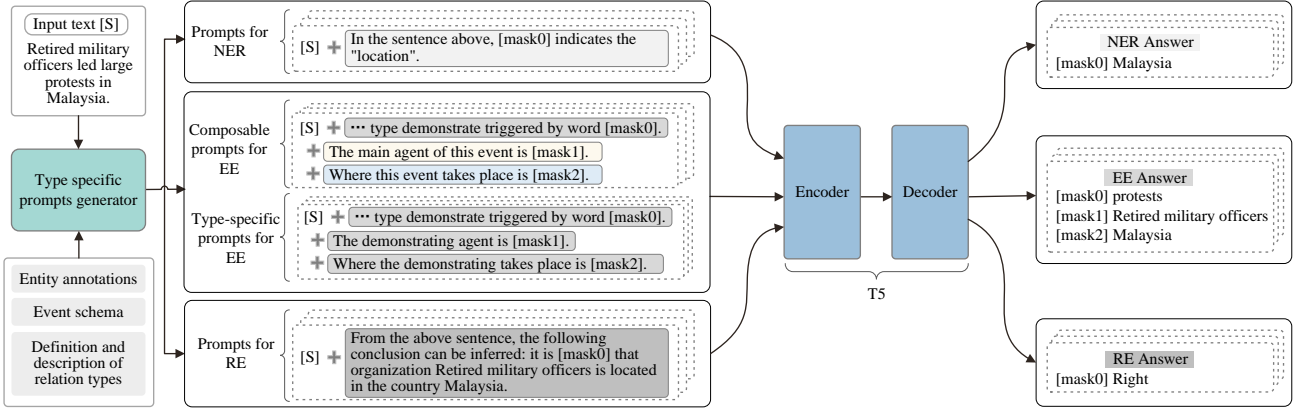 Input text [S]
Retired military
officers led large
protests in
Malaysia.
Type specific
prompts generator
Entity annotations
Event schema
Definition and
description of
relation types
Prompts for
NER
[S] + In the sentence above, [mask0] indicates the
"location".
Composable
prompts for
EE
[S] + ··· type demonstrate triggered by word [mask0].
+ The main agent of this event is [mask1].
+ Where this event takes place is [mask2].
Type-specific
prompts for
EE
[S] + ··· type demonstrate triggered by word [mask0].
+ The demonstrating agent is [mask1].
+ Where the demonstrating takes place is [mask2].
Prompts for
RE
[S] + From the above sentence, the following
conclusion can be inferred: it is [mask0] that
organization Retired military officers is located
in the country Malaysia.
Encoder
Decoder
T5
NER Answer
[mask0] Malaysia
EE Answer
[mask0] protests
[mask1] Retired military officers
[mask2] Malaysia
RE Answer
[mask0] Right